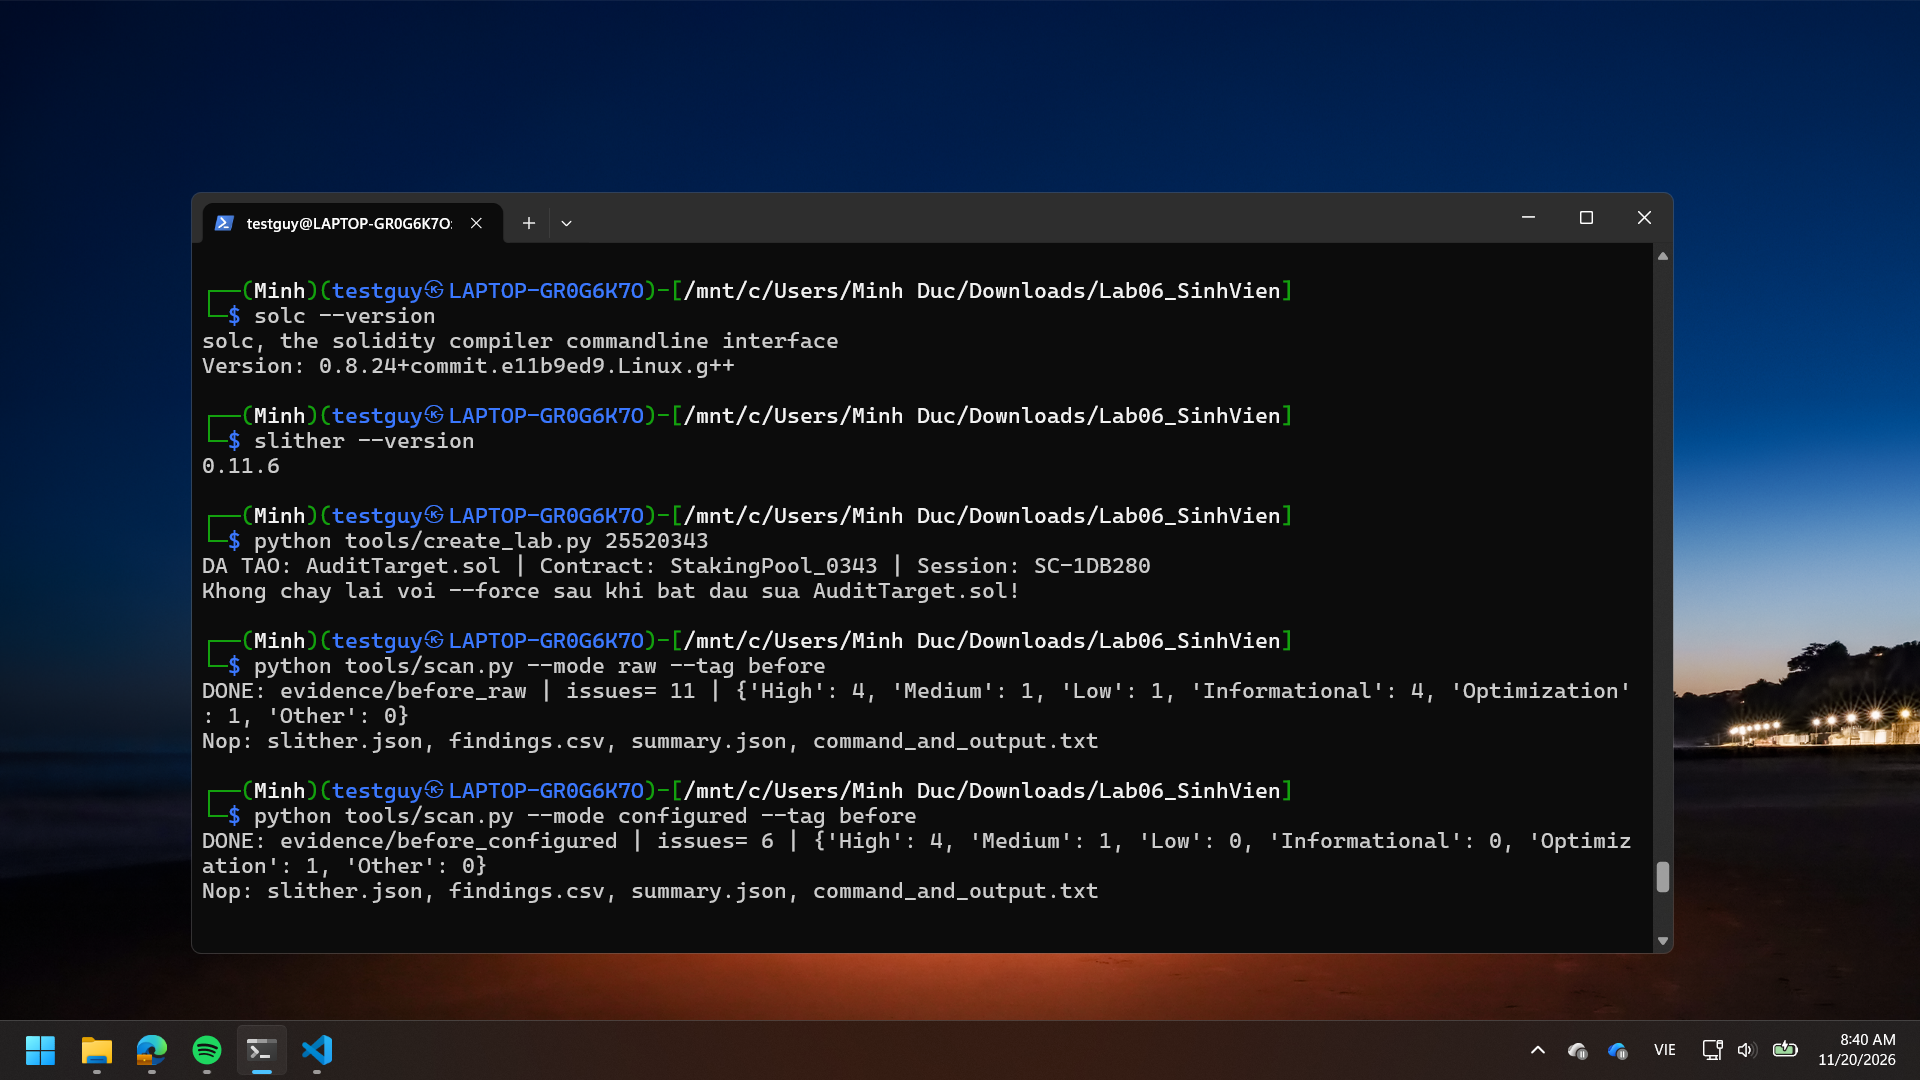 testguy@LAPTOP-GR0G6K7O:
┌──(Minh)(testguy㉿LAPTOP-GR0G6K7O)-[/mnt/c/Users/Minh Duc/Downloads/Lab06_SinhVien]
└─$ solc --version
solc, the solidity compiler commandline interface
Version: 0.8.24+commit.e11b9ed9.Linux.g++
┌──(Minh)(testguy㉿LAPTOP-GR0G6K7O)-[/mnt/c/Users/Minh Duc/Downloads/Lab06_SinhVien]
└─$ slither --version
0.11.6
┌──(Minh)(testguy㉿LAPTOP-GR0G6K7O)-[/mnt/c/Users/Minh Duc/Downloads/Lab06_SinhVien]
└─$ python tools/create_lab.py 25520343
DA TAO: AuditTarget.sol | Contract: StakingPool_0343 | Session: SC-1DB280
Khong chay lai voi --force sau khi bat dau sua AuditTarget.sol!
┌──(Minh)(testguy㉿LAPTOP-GR0G6K7O)-[/mnt/c/Users/Minh Duc/Downloads/Lab06_SinhVien]
└─$ python tools/scan.py --mode raw --tag before
DONE: evidence/before_raw | issues= 11 | {'High': 4, 'Medium': 1, 'Low': 1, 'Informational': 4, 'Optimization'
: 1, 'Other': 0}
Nop: slither.json, findings.csv, summary.json, command_and_output.txt
┌──(Minh)(testguy㉿LAPTOP-GR0G6K7O)-[/mnt/c/Users/Minh Duc/Downloads/Lab06_SinhVien]
└─$ python tools/scan.py --mode configured --tag before
DONE: evidence/before_configured | issues= 6 | {'High': 4, 'Medium': 1, 'Low': 0, 'Informational': 0, 'Optimiz
ation': 1, 'Other': 0}
Nop: slither.json, findings.csv, summary.json, command_and_output.txt
VIE
8:40 AM
11/20/2026